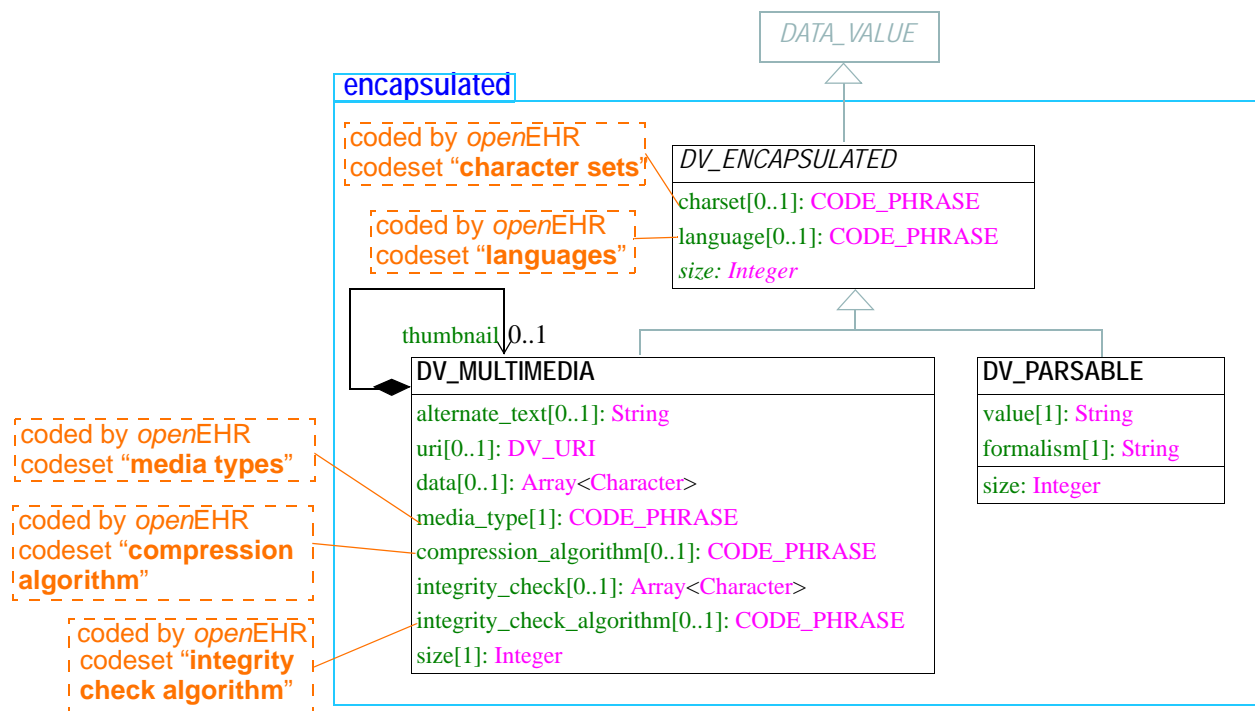 DATA_VALUE
encapsulated
coded by openEHR
codeset “character sets”
DV_ENCAPSULATED
charset[0..1]: CODE_PHRASE
language[0..1]: CODE_PHRASE
size: Integer
coded by openEHR
codeset “languages”
thumbnail 0..1
DV_MULTIMEDIA
alternate_text[0..1]: String
uri[0..1]: DV_URI
data[0..1]: Array<Character>
media_type[1]: CODE_PHRASE
compression_algorithm[0..1]: CODE_PHRASE
integrity_check[0..1]: Array<Character>
integrity_check_algorithm[0..1]: CODE_PHRASE
size[1]: Integer
DV_PARSABLE
value[1]: String
formalism[1]: String
size: Integer
coded by openEHR
codeset “media types”
coded by openEHR
codeset “compression
algorithm”
coded by openEHR
codeset “integrity
check algorithm”